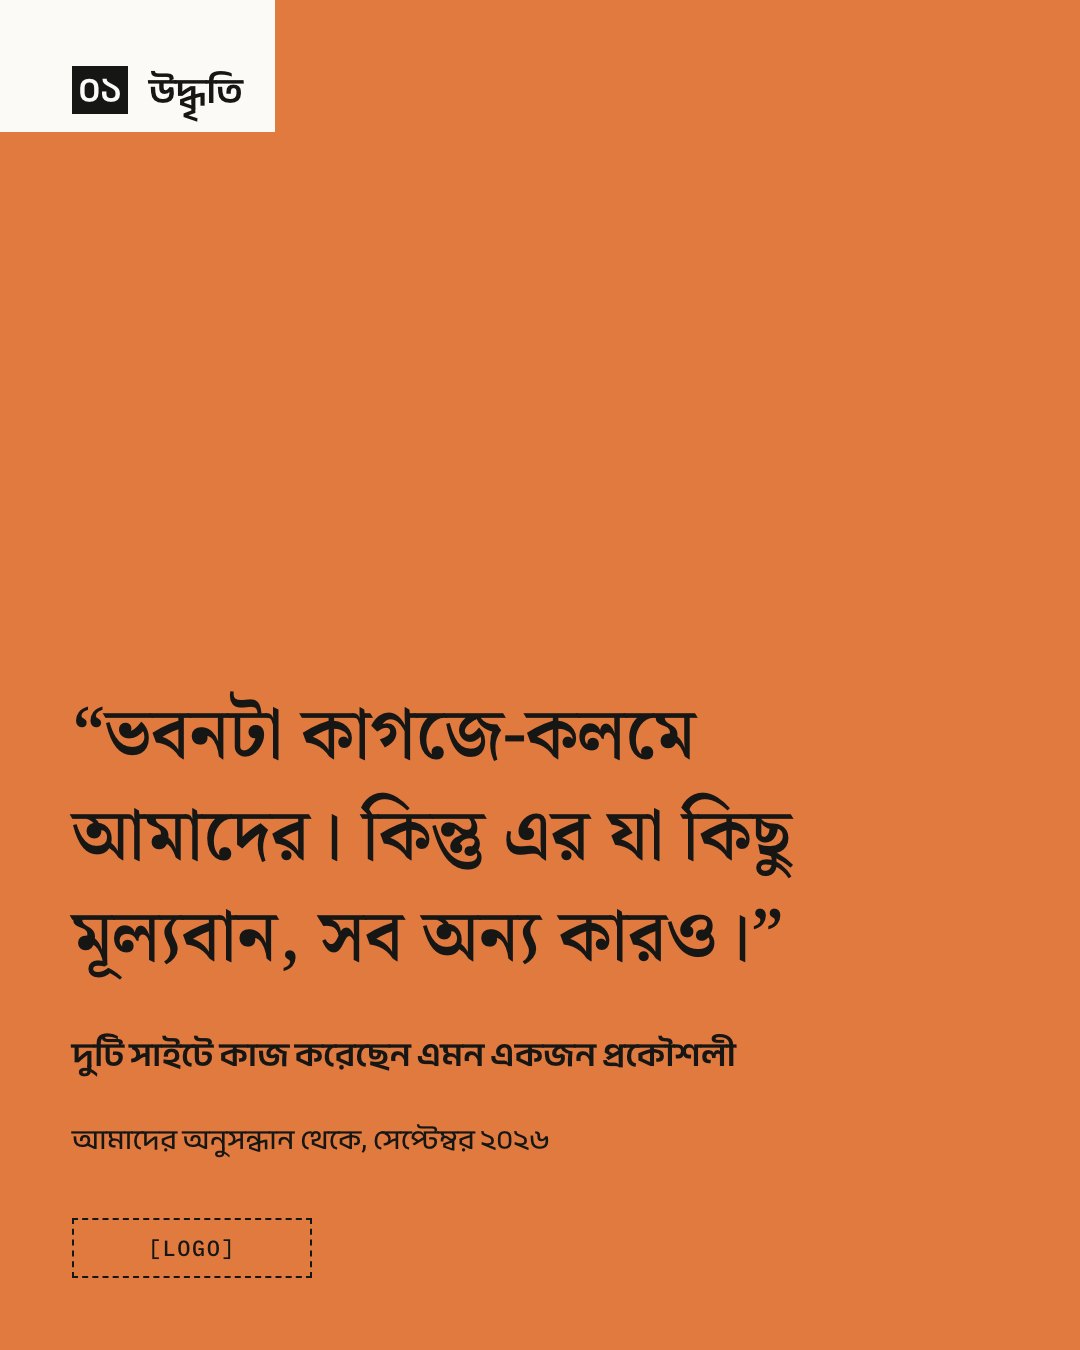 ০১ উদ্ধৃতি
“ভবনটা কাগজে-কলমে
আমাদের। কিন্তু এর যা কিছু
মূল্যবান, সব অন্য কারও।”
দুটি সাইটে কাজ করেছেন এমন একজন প্রকৌশলী
আমাদের অনুসন্ধান থেকে, সেপ্টেম্বর ২০২৬
[LOGO]